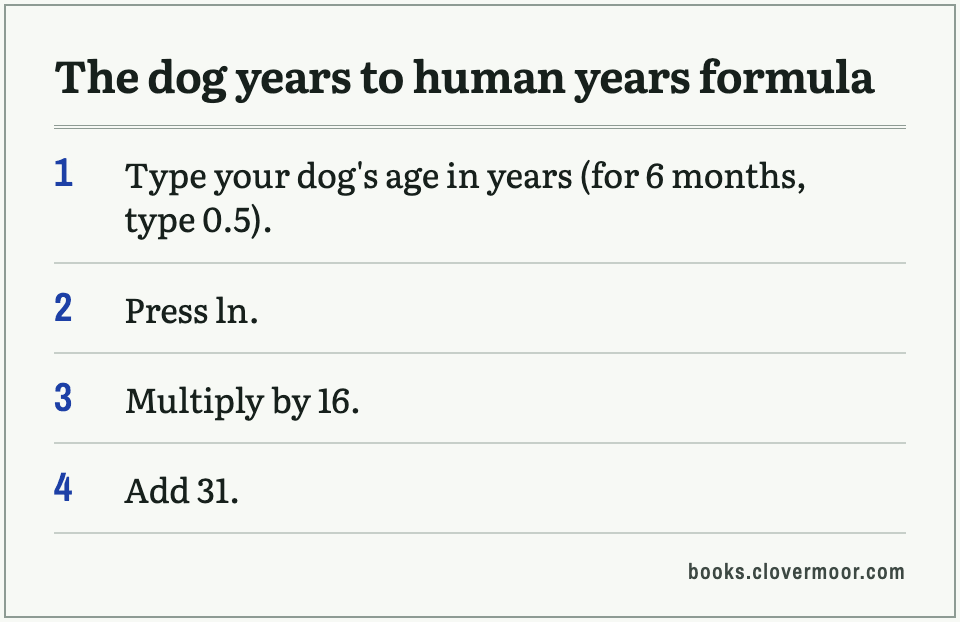 The dog years to human years formula
1 Type your dog's age in years (for 6 months,
type 0.5).
2 Press ln.
3 Multiply by 16.
4 Add 31.
books.clovermoor.com